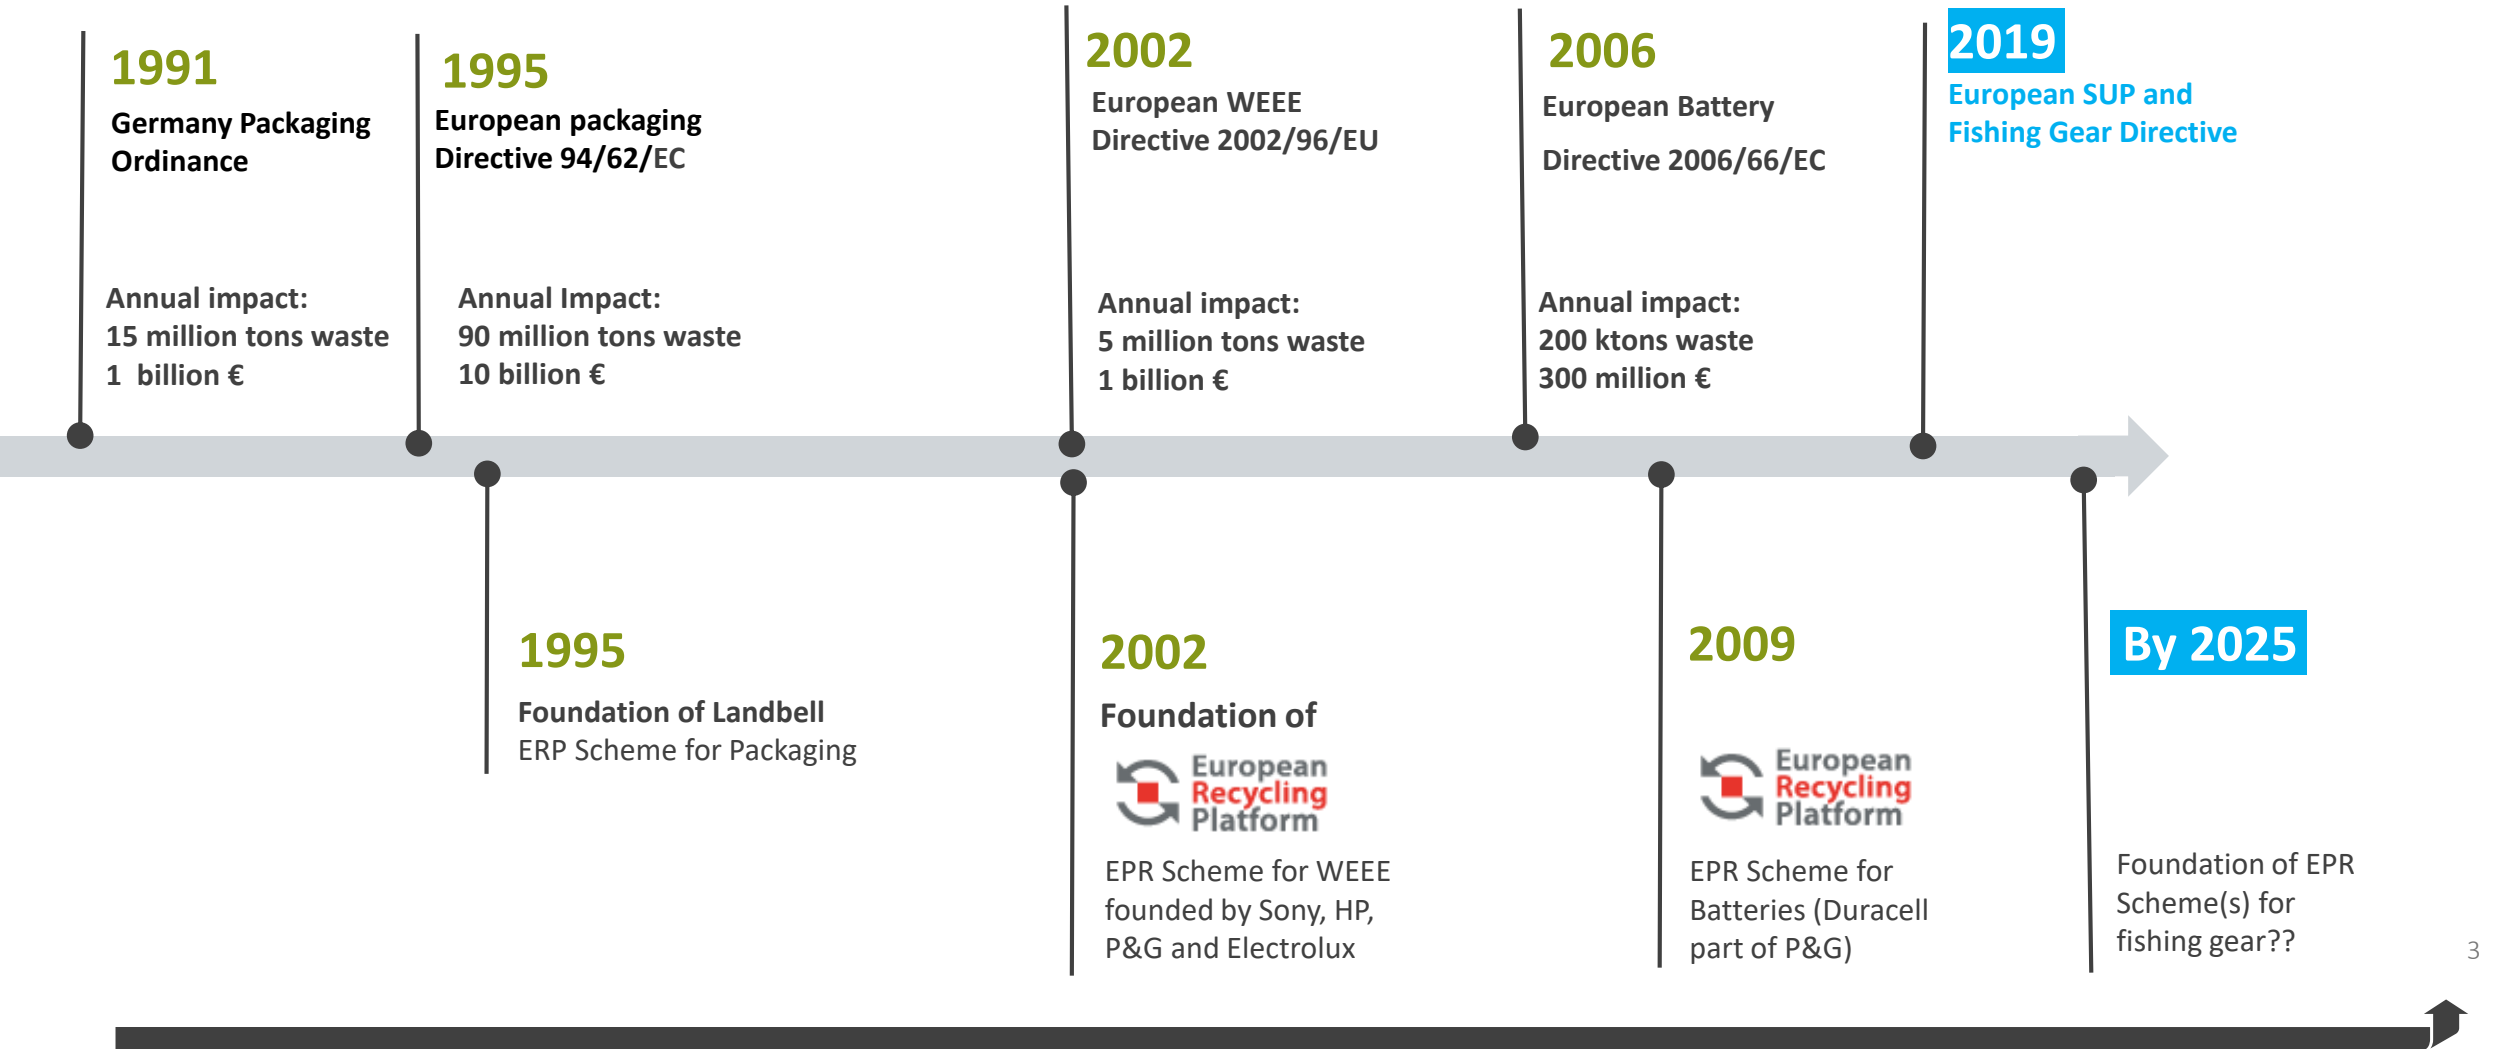 1991
Germany Packaging
Ordinance
Annual impact:
15 million tons waste
1 billion €
1995
European packaging
Directive 94/62/EC
Annual Impact:
90 million tons waste
10 billion €
2002
European WEEE
Directive 2002/96/EU
Annual impact:
5 million tons waste
1 billion €
2006
European Battery
Directive 2006/66/EC
Annual impact:
200 ktons waste
300 million €
2019
European SUP and
Fishing Gear Directive
1995
Foundation of Landbell
ERP Scheme for Packaging
2002
Foundation of
European
Recycling
Platform
EPR Scheme for WEEE
founded by Sony, HP,
P&G and Electrolux
2009
European
Recycling
Platform
EPR Scheme for
Batteries (Duracell
part of P&G)
By 2025
Foundation of EPR
Scheme(s) for
fishing gear??
3